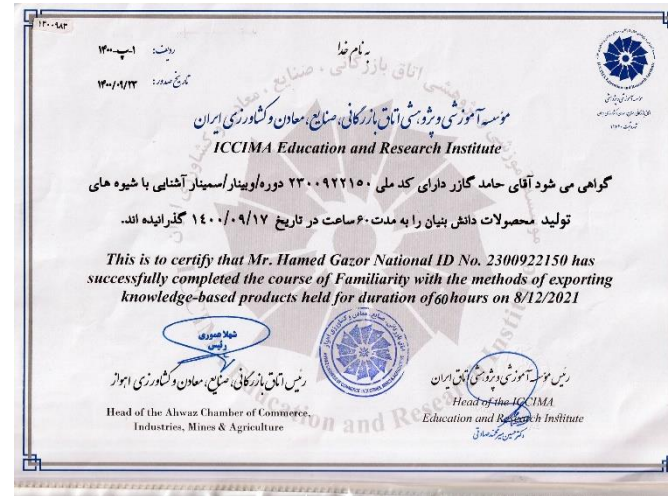 ۱۴۰۰۹۸۳
به نام خدا
ردیف: ۱-پ-۱۴۰۰
تاریخ صدور: ۱۴۰۰/۰۹/۲۳
مؤسسه آموزشی و پژوهشی اتاق بازرگانی، صنایع، معادن و کشاورزی ایران
ICCIMA Education and Research Institute
گواهی می شود آقای حامد گازر دارای کد ملی ۲۳۰۰۹۲۲۱۵۰ دوره/وبینار/سمینار آشنایی با شیوه های
تولید محصولات دانش بنیان را به مدت ۶۰ ساعت در تاریخ ۱۴۰۰/۰۹/۱۷ گذرانیده اند.
This is to certify that Mr. Hamed Gazor National ID No. 2300922150 has
successfully completed the course of Familiarity with the methods of exporting
knowledge-based products held for duration of 60 hours on 8/12/2021
رئیس مؤسسه آموزشی و پژوهشی اتاق ایران
Head of the ICCIMA
Education and Research Institute
شهلا عموری
رئیس
رئیس اتاق بازرگانی، صنایع، معادن و کشاورزی اهواز
Head of the Ahwaz Chamber of Commerce,
Industries, Mines & Agriculture